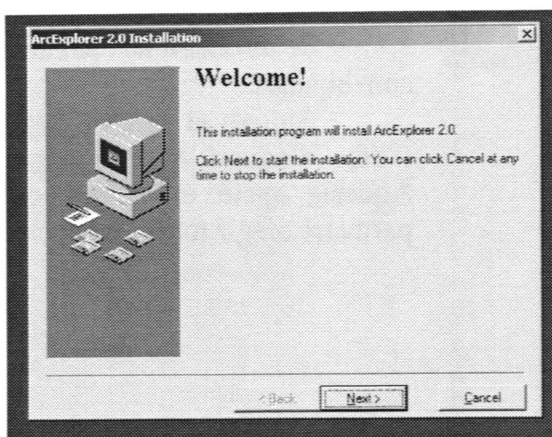 ArcExplorer 2.0 Installation
Welcome!
This installation program will install ArcExplorer 2.0.
Click Next to start the installation. You can click Cancel at any
time to stop the installation.
< Back
Next >
Cancel